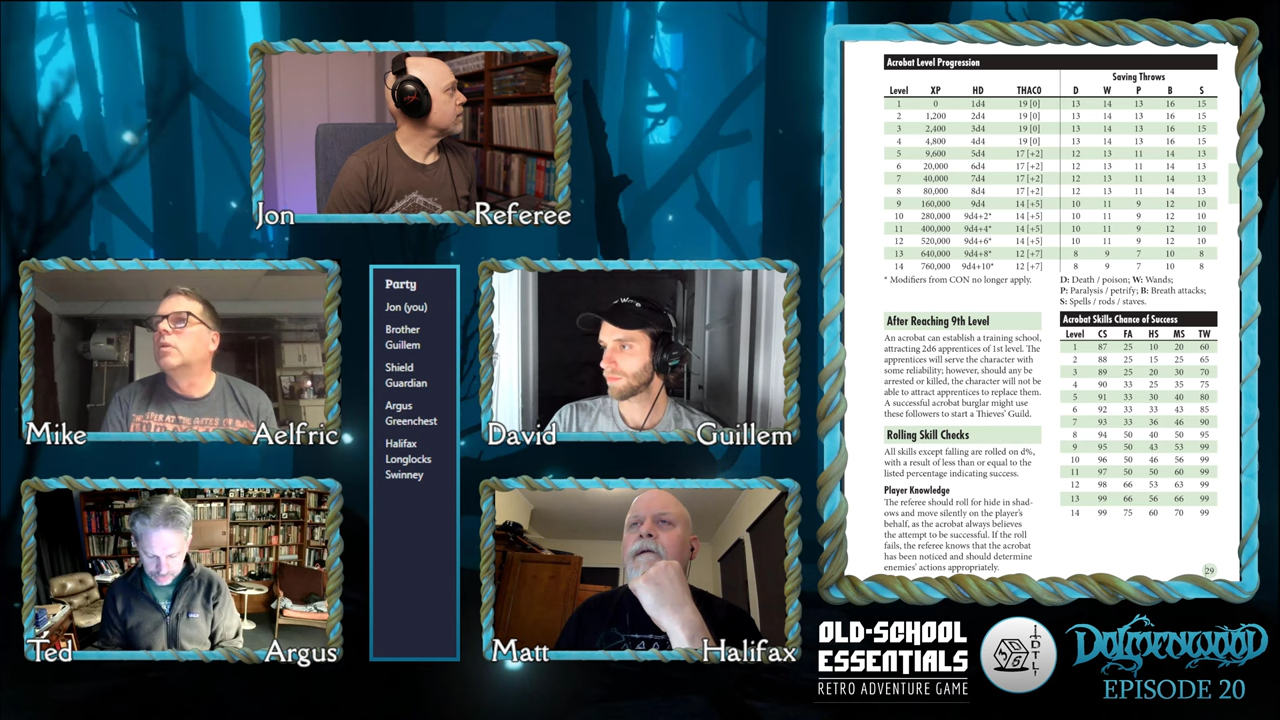 Jon Referee
Mike Aelfric
David Guillem
Ted Argus
Matt Halifax
Party
Jon (you)
Brother
Guillem
Shield
Guardian
Argus
Greenchest
Halifax
Longlocks
Swinney
Acrobat Level Progression
Saving Throws
Level XP HD THAC0 D W P B S
1 0 1d4 19 [0] 13 14 13 16 15
2 1,200 2d4 19 [0] 13 14 13 16 15
3 2,400 3d4 19 [0] 13 14 13 16 15
4 4,800 4d4 19 [0] 13 14 13 16 15
5 9,600 5d4 17 [+2] 12 13 11 14 13
6 20,000 6d4 17 [+2] 12 13 11 14 13
7 40,000 7d4 17 [+2] 12 13 11 14 13
8 80,000 8d4 17 [+2] 12 13 11 14 13
9 160,000 9d4 14 [+5] 10 11 9 12 10
10 280,000 9d4+2* 14 [+5] 10 11 9 12 10
11 400,000 9d4+4* 14 [+5] 10 11 9 12 10
12 520,000 9d4+6* 14 [+5] 10 11 9 12 10
13 640,000 9d4+8* 12 [+7] 8 9 7 10 8
14 760,000 9d4+10* 12 [+7] 8 9 7 10 8
* Modifiers from CON no longer apply.
D: Death / poison; W: Wands;
P: Paralysis / petrify; B: Breath attacks;
S: Spells / rods / staves.
After Reaching 9th Level
An acrobat can establish a training school,
attracting 2d6 apprentices of 1st level. The
apprentices will serve the character with
some reliability; however, should any be
arrested or killed, the character will not be
able to attract apprentices to replace them.
A successful acrobat burglar might use
these followers to start a Thieves' Guild.
Rolling Skill Checks
All skills except falling are rolled on d%,
with a result of less than or equal to the
listed percentage indicating success.
Player Knowledge
The referee should roll for hide in shad-
ows and move silently on the player's
behalf, as the acrobat always believes
the attempt to be successful. If the roll
fails, the referee knows that the acrobat
has been noticed and should determine
enemies' actions appropriately.
Acrobat Skills Chance of Success
Level CS FA HS MS TW
1 87 25 10 20 60
2 88 25 15 25 65
3 89 25 20 30 70
4 90 33 25 35 75
5 91 33 30 40 80
6 92 33 33 43 85
7 93 33 36 46 90
8 94 50 40 50 95
9 95 50 43 53 99
10 96 50 46 56 99
11 97 50 50 60 99
12 98 66 53 63 99
13 99 66 56 66 99
14 99 75 60 70 99
29
OLD-SCHOOL
ESSENTIALS
RETRO ADVENTURE GAME
Dolmenwood
EPISODE 20